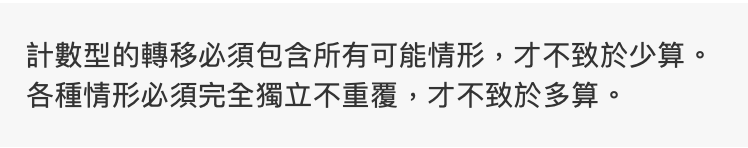 計數型的轉移必須包含所有可能情形，才不致於少算。
各種情形必須完全獨立不重覆，才不致於多算。